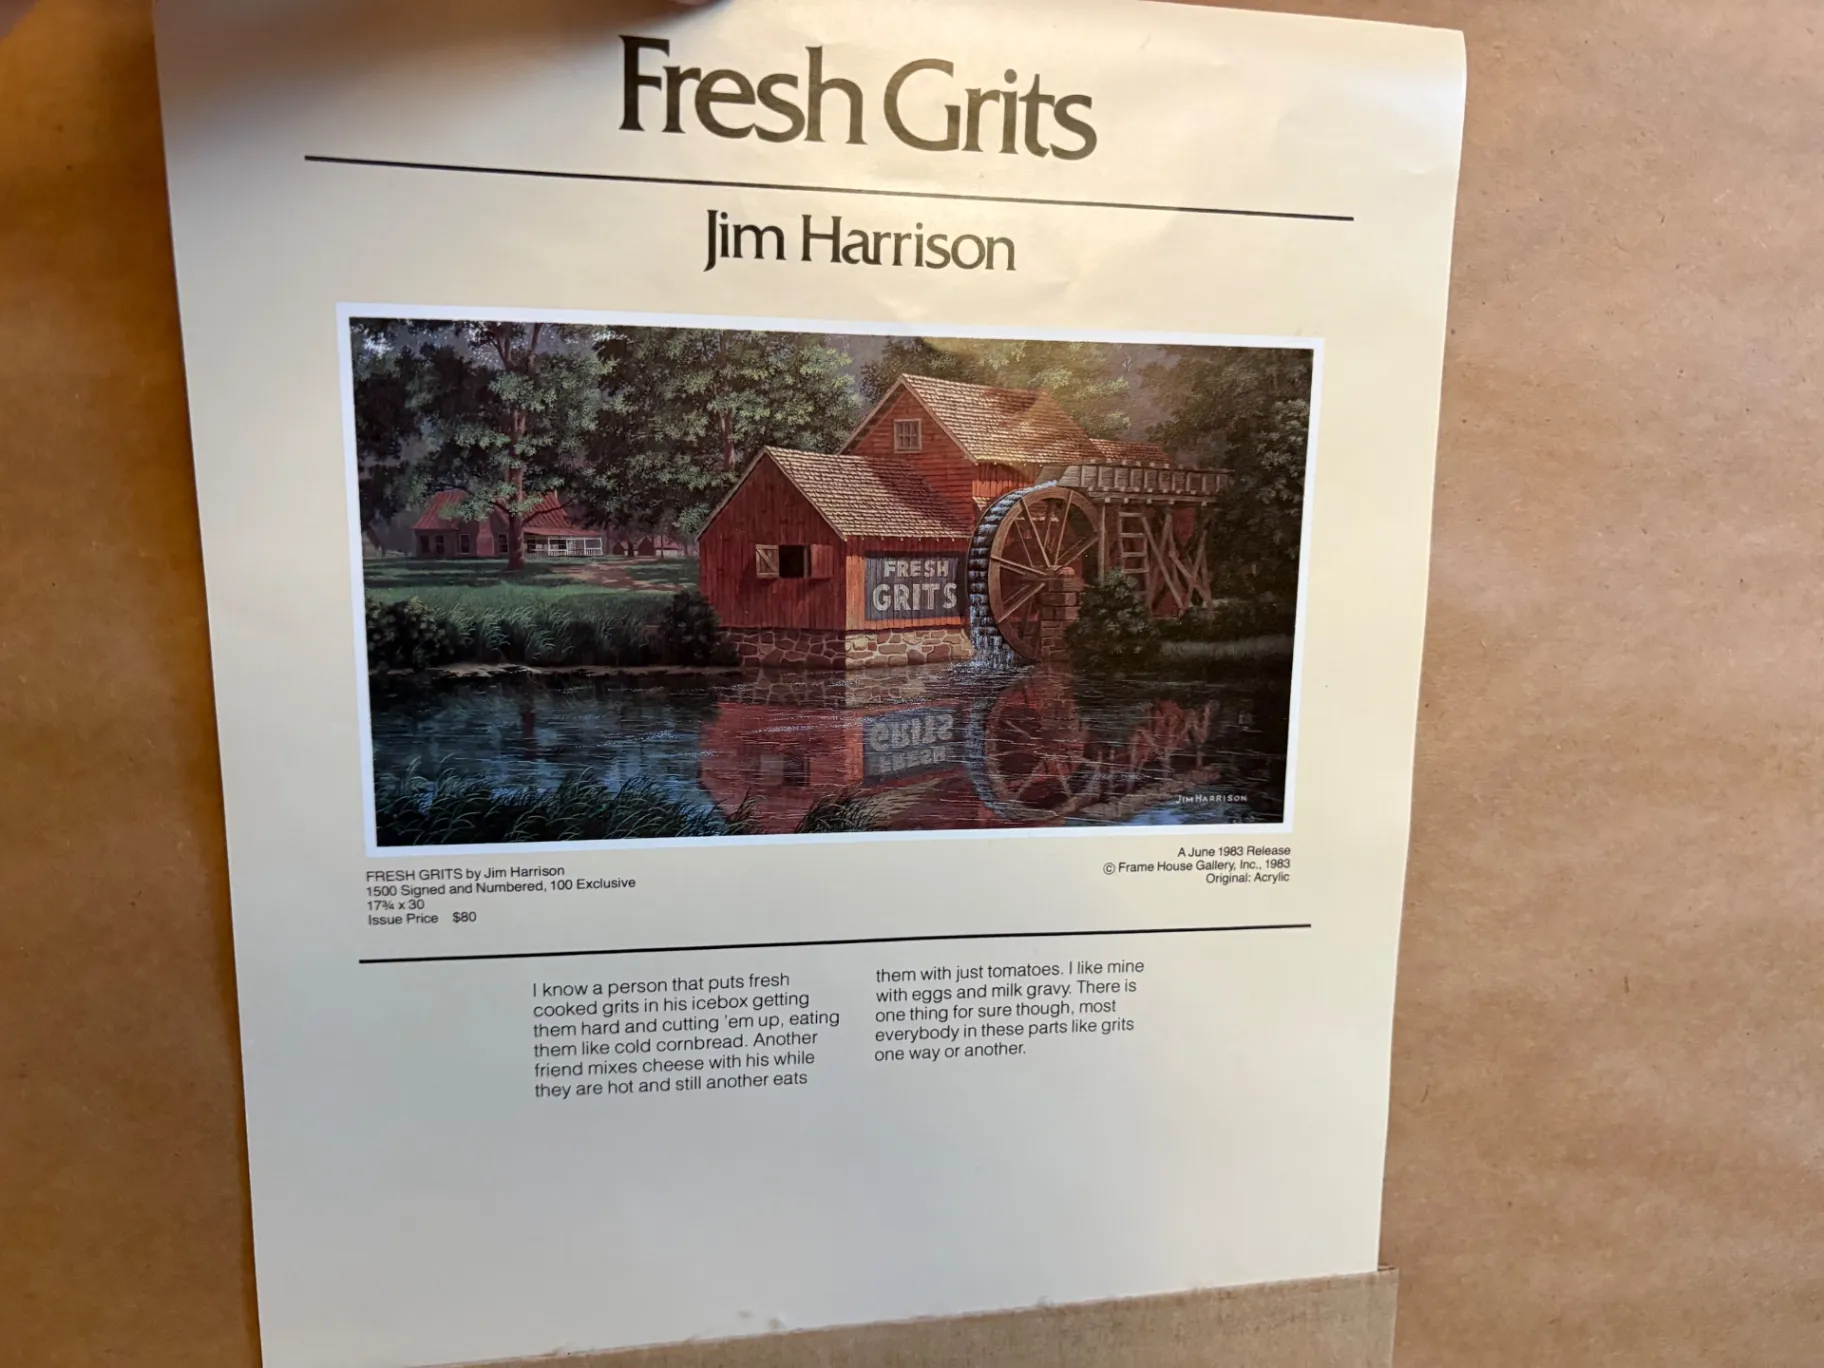 Fresh Grits
Jim Harrison
FRESH
GRITS
GRITS
FRESH
JIM HARRISON
FRESH GRITS by Jim Harrison
1500 Signed and Numbered, 100 Exclusive
17¾ x 30
Issue Price $80
A June 1983 Release
© Frame House Gallery, Inc., 1983
Original: Acrylic
I know a person that puts fresh
cooked grits in his icebox getting
them hard and cutting 'em up, eating
them like cold cornbread. Another
friend mixes cheese with his while
they are hot and still another eats
them with just tomatoes. I like mine
with eggs and milk gravy. There is
one thing for sure though, most
everybody in these parts like grits
one way or another.